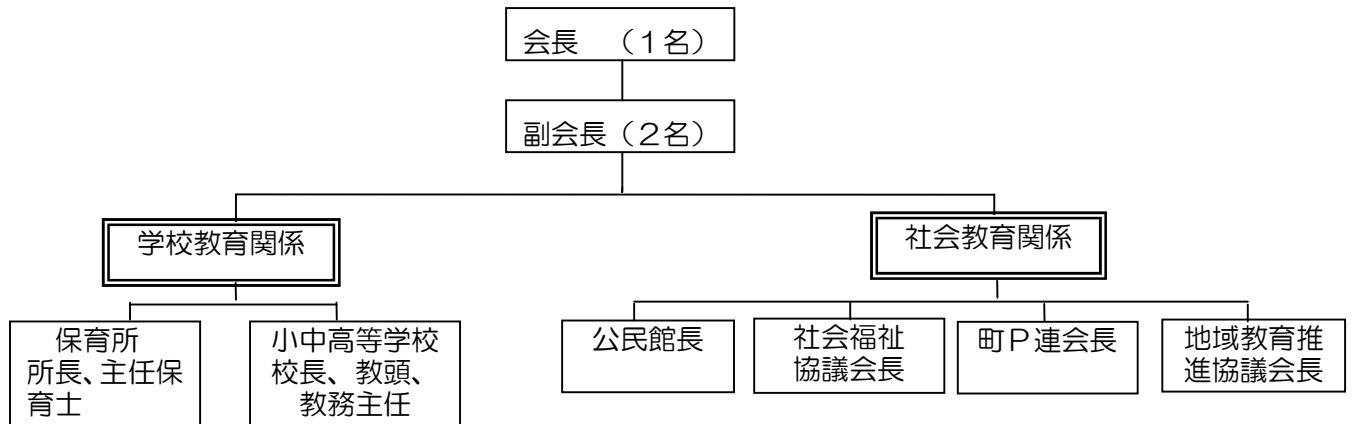 会長　（１名）
副会長（２名）
学校教育関係
社会教育関係
保育所
所長、主任保
育士
小中高等学校
校長、教頭、
教務主任
公民館長
社会福祉
協議会長
町Ｐ連会長
地域教育推
進協議会長